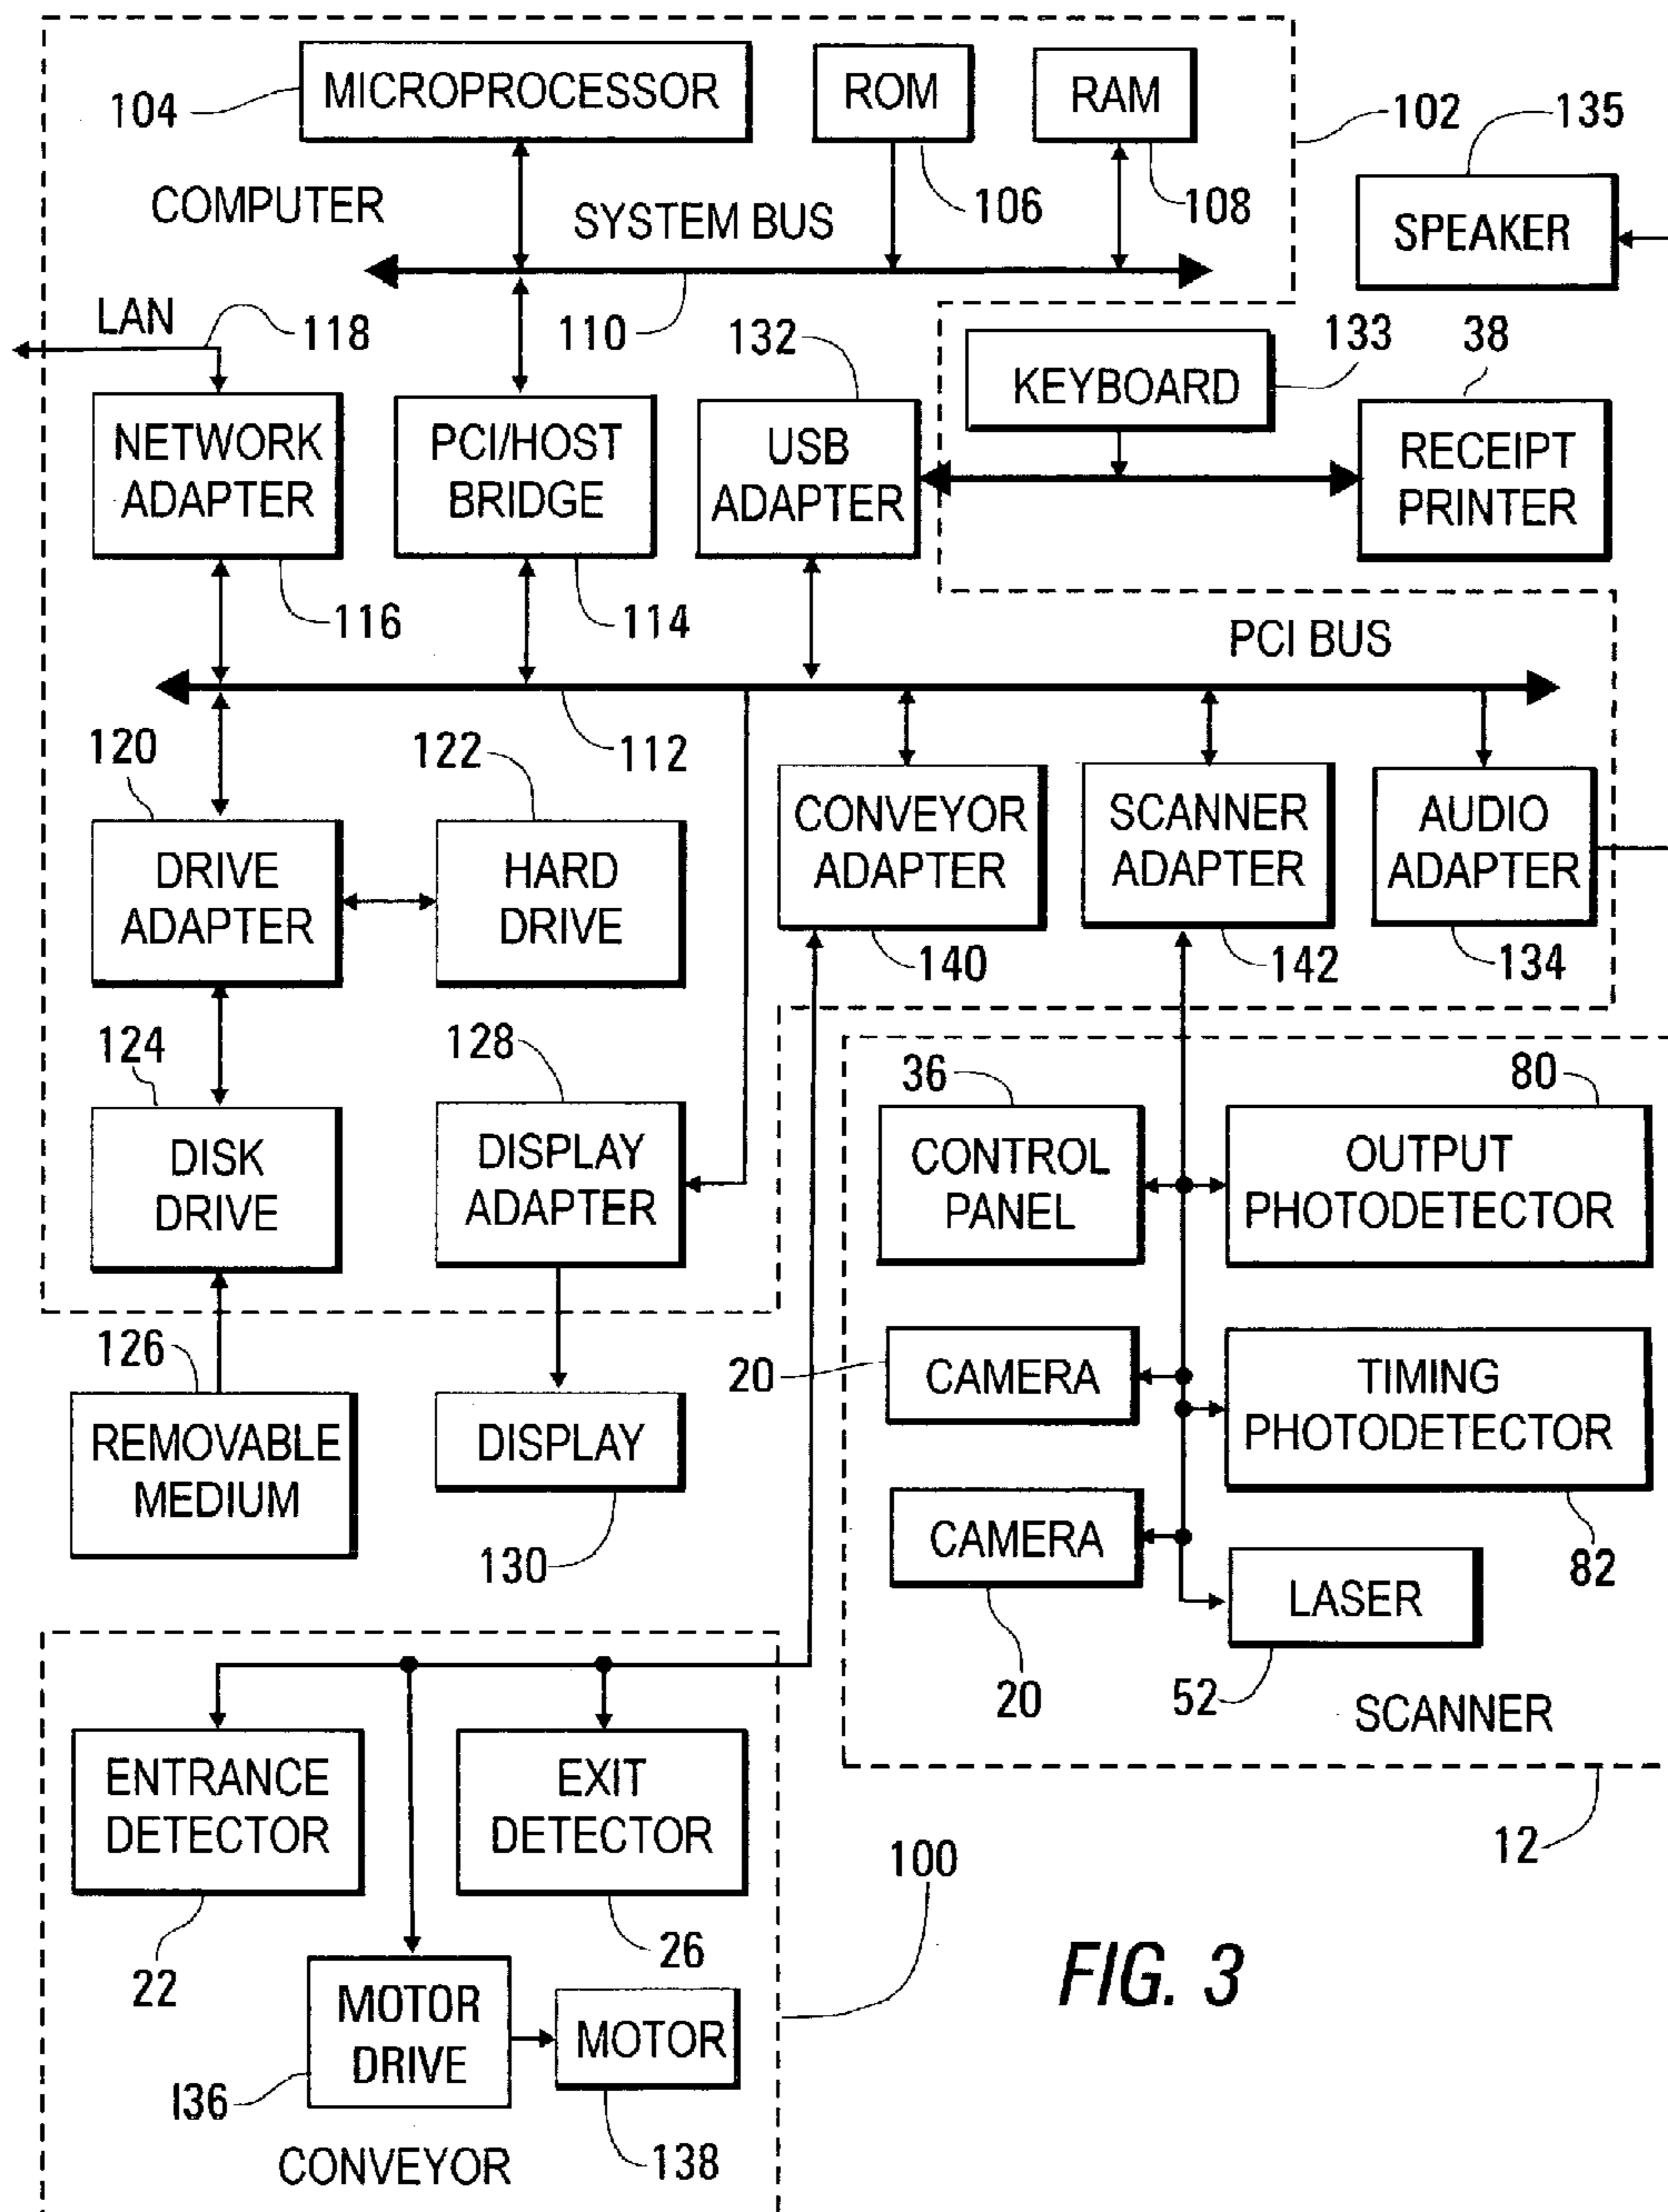 MICROPROCESSOR
ROM
RAM
104
102
135
COMPUTER
SYSTEM BUS
106
108
SPEAKER
LAN
118
110
132
133
38
KEYBOARD
NETWORK
ADAPTER
PCI/HOST
BRIDGE
USB
ADAPTER
RECEIPT
PRINTER
116
114
PCI BUS
120
122
112
DRIVE
ADAPTER
HARD
DRIVE
CONVEYOR
ADAPTER
SCANNER
ADAPTER
AUDIO
ADAPTER
140
142
134
124
128
36
80
DISK
DRIVE
DISPLAY
ADAPTER
CONTROL
PANEL
OUTPUT
PHOTODETECTOR
126
20
CAMERA
TIMING
PHOTODETECTOR
REMOVABLE
MEDIUM
DISPLAY
CAMERA
130
82
LASER
20
52
SCANNER
ENTRANCE
DETECTOR
EXIT
DETECTOR
100
12
22
26
MOTOR
DRIVE
MOTOR
FIG. 3
136
138
CONVEYOR